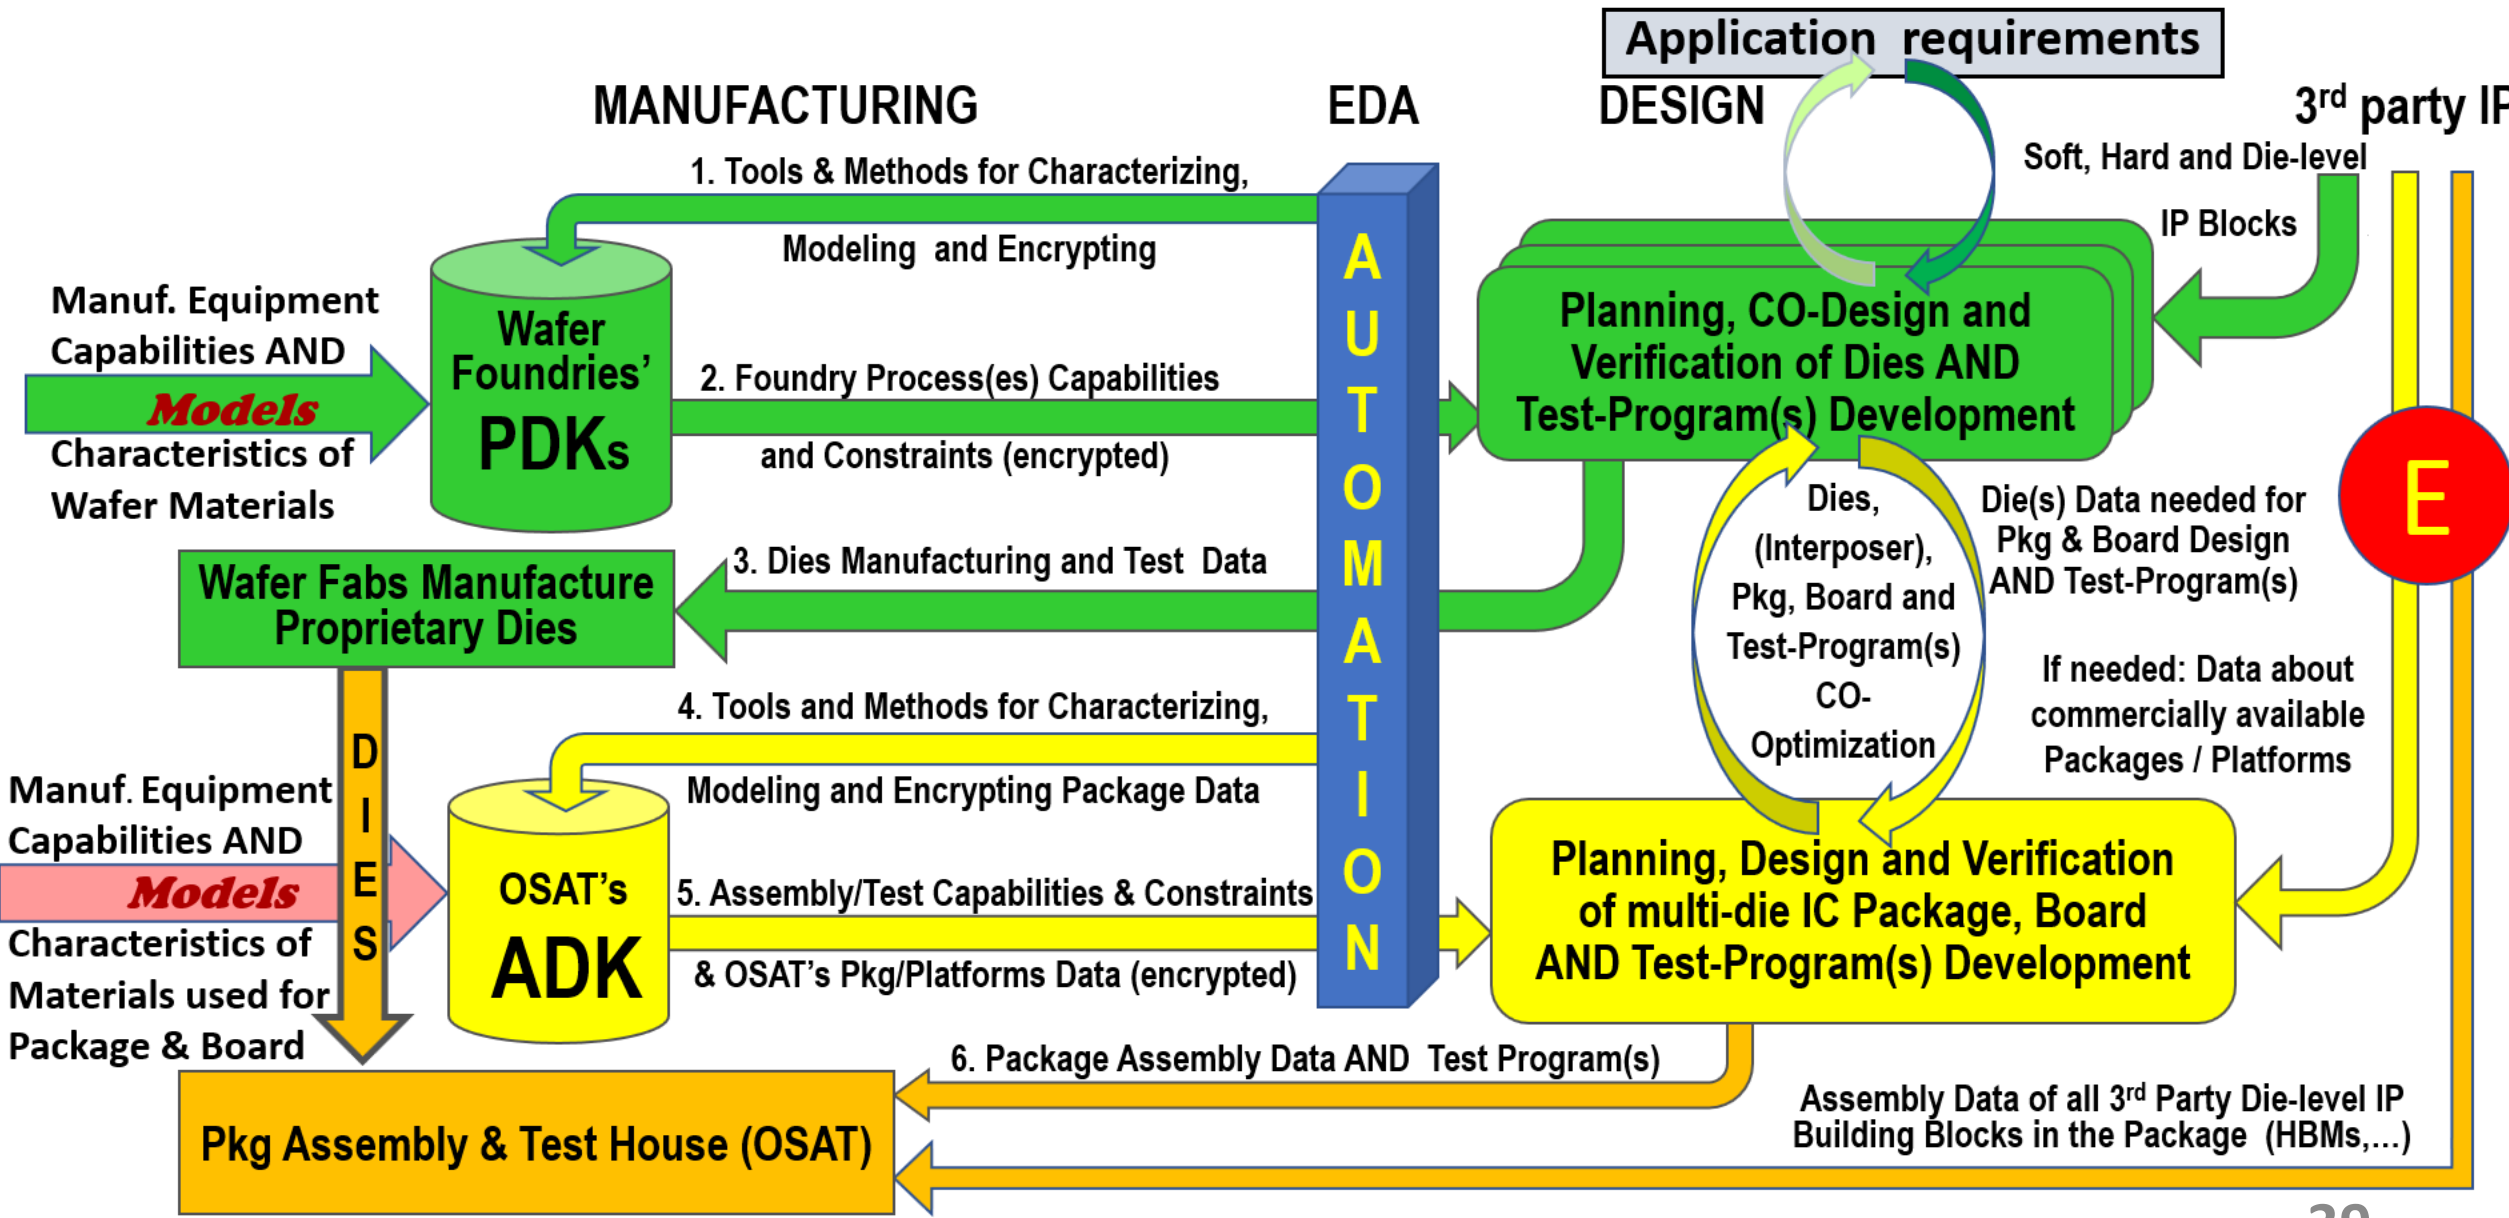 Application requirements
MANUFACTURING
EDA
DESIGN
3rd party IP
1. Tools & Methods for Characterizing,
Modeling and Encrypting
Soft, Hard and Die-level
IP Blocks
Manuf. Equipment
Capabilities AND
Models
Characteristics of
Wafer Materials
Wafer
Foundries’
PDKs
2. Foundry Process(es) Capabilities
and Constraints (encrypted)
AUTOMATION
Planning, CO-Design and
Verification of Dies AND
Test-Program(s) Development
Dies,
(Interposer),
Pkg, Board and
Test-Program(s)
CO-
Optimization
Die(s) Data needed for
Pkg & Board Design
AND Test-Program(s)
E
Wafer Fabs Manufacture
Proprietary Dies
3. Dies Manufacturing and Test Data
If needed: Data about
commercially available
Packages / Platforms
DIES
4. Tools and Methods for Characterizing,
Modeling and Encrypting Package Data
Manuf. Equipment
Capabilities AND
Models
Characteristics of
Materials used for
Package & Board
OSAT’s
ADK
5. Assembly/Test Capabilities & Constraints
& OSAT’s Pkg/Platforms Data (encrypted)
Planning, Design and Verification
of multi-die IC Package, Board
AND Test-Program(s) Development
6. Package Assembly Data AND Test Program(s)
Pkg Assembly & Test House (OSAT)
Assembly Data of all 3rd Party Die-level IP
Building Blocks in the Package (HBMs,...)